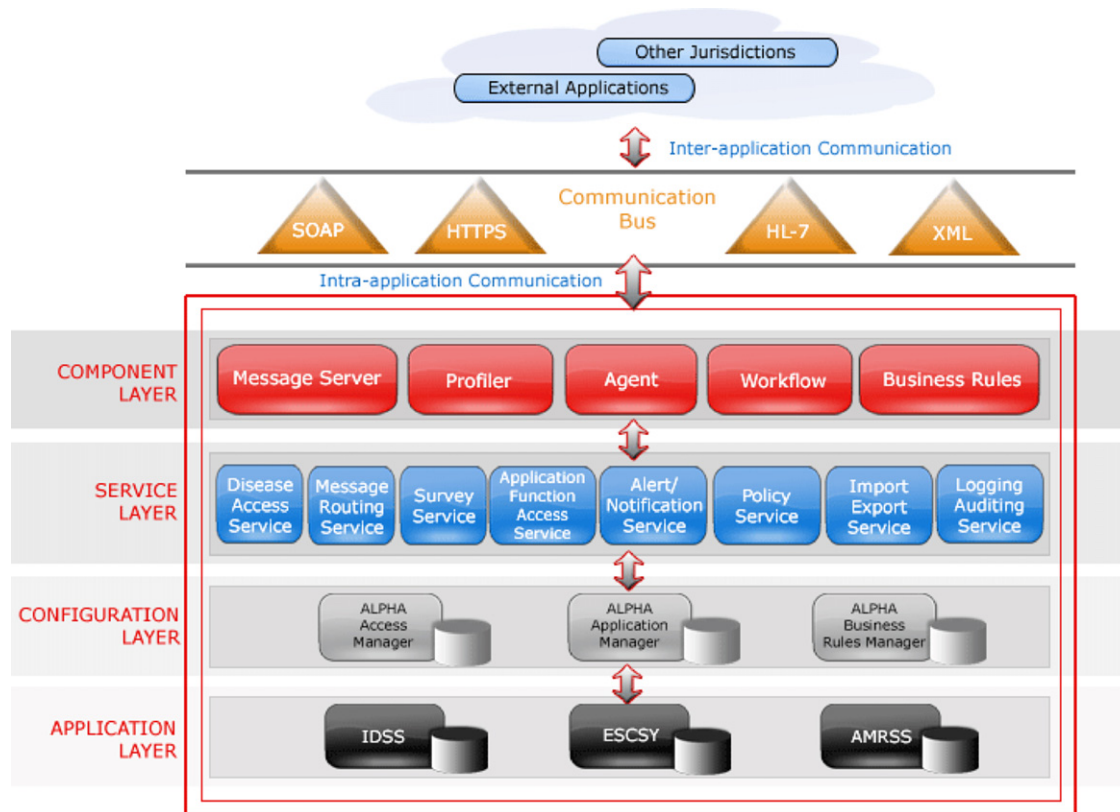 Other Jurisdictions
External Applications
Inter-application Communication
SOAP
HTTPS
Communication
Bus
HL-7
XML
Intra-application Communication
COMPONENT
LAYER
Message Server
Profiler
Agent
Workflow
Business Rules
SERVICE
LAYER
Disease
Access
Service
Message
Routing
Service
Survey
Service
Application
Function
Access
Service
Alert/
Notification
Service
Policy
Service
Import
Export
Service
Logging
Auditing
Service
CONFIGURATION
LAYER
ALPHA
Access
Manager
ALPHA
Application
Manager
ALPHA
Business
Rules Manager
APPLICATION
LAYER
IDSS
ESCSY
AMRSS